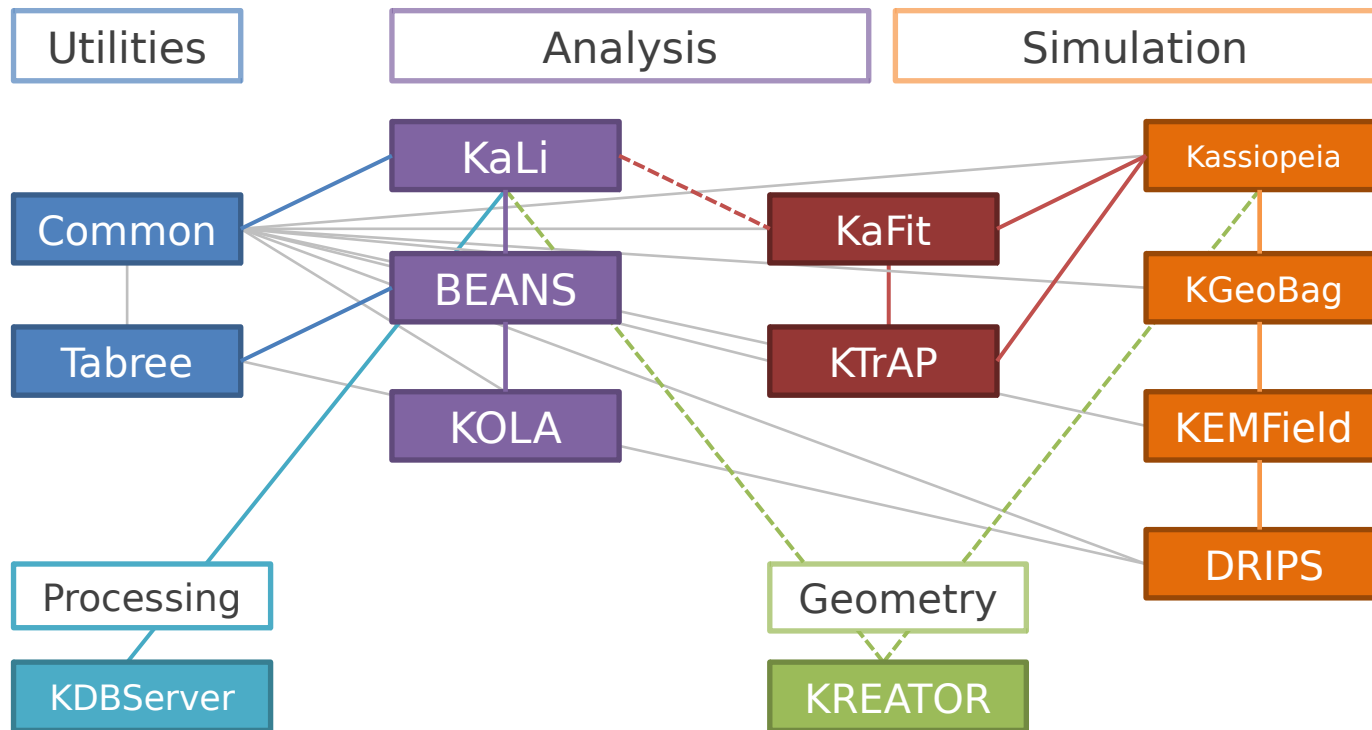 Utilities
Analysis
Simulation
KaLi
Kassiopeia
Common
KaFit
BEANS
KGeoBag
Tabree
KTrAP
KOLA
KEMField
DRIPS
Processing
Geometry
KDBServer
KREATOR